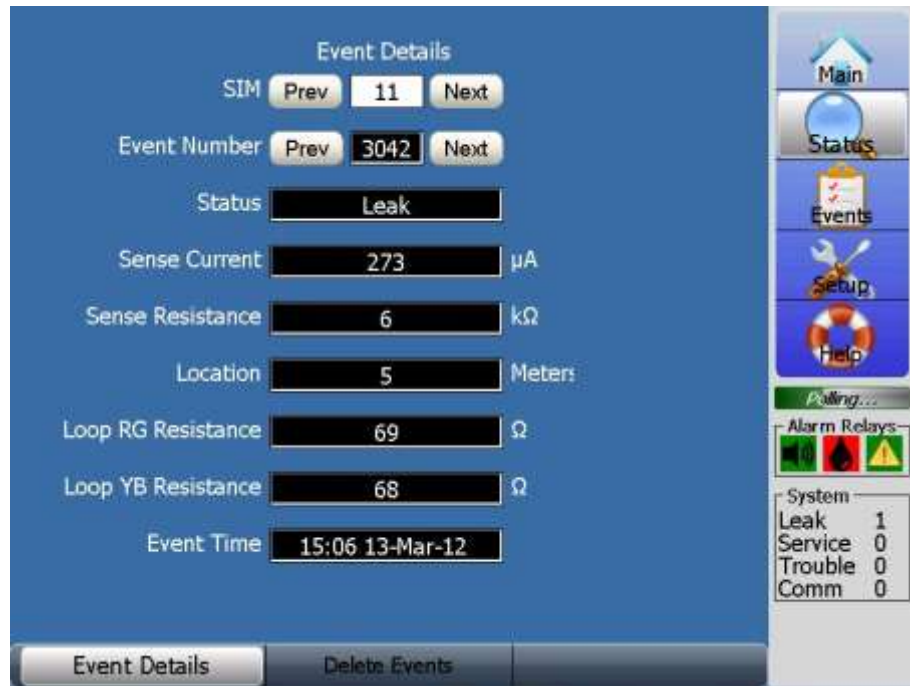 Event Details
SIM Prev 11 Next
Event Number Prev 3042 Next
Status Leak
Sense Current 273 µA
Sense Resistance 6 kΩ
Location 5 Meters
Loop RG Resistance 69 Ω
Loop YB Resistance 68 Ω
Event Time 15:06 13-Mar-12
Event Details Delete Events
Main
Status
Events
Setup
Help
Polling...
Alarm Relays
System
Leak 1
Service 0
Trouble 0
Comm 0